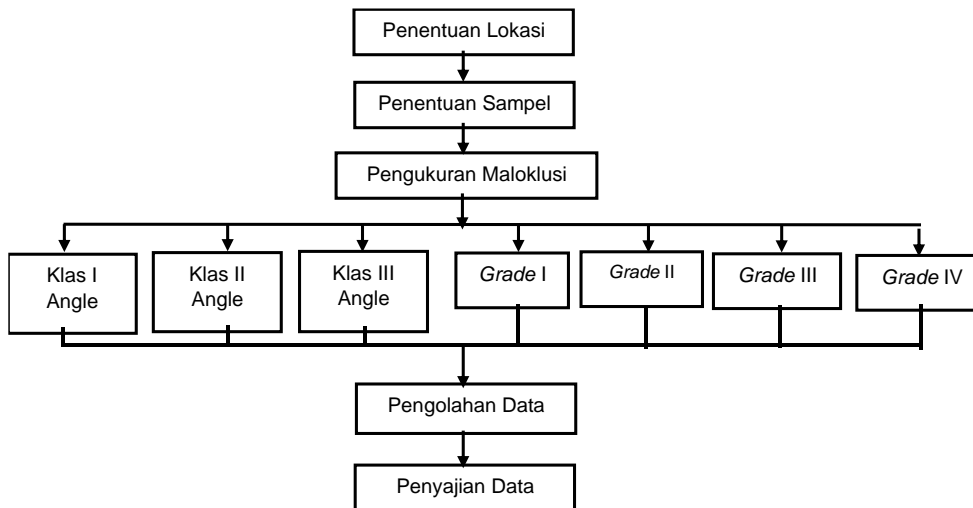 Penentuan Lokasi
Penentuan Sampel
Pengukuran Maloklusi
Klas I
Angle
Klas II
Angle
Klas III
Angle
Grade I
Grade II
Grade III
Grade IV
Pengolahan Data
Penyajian Data